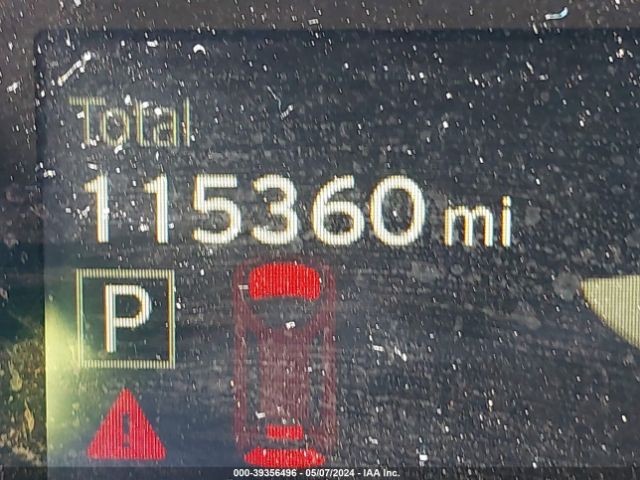 Total
115360 mi
P
!
000-39356496 - 05/07/2024 - IAA Inc.